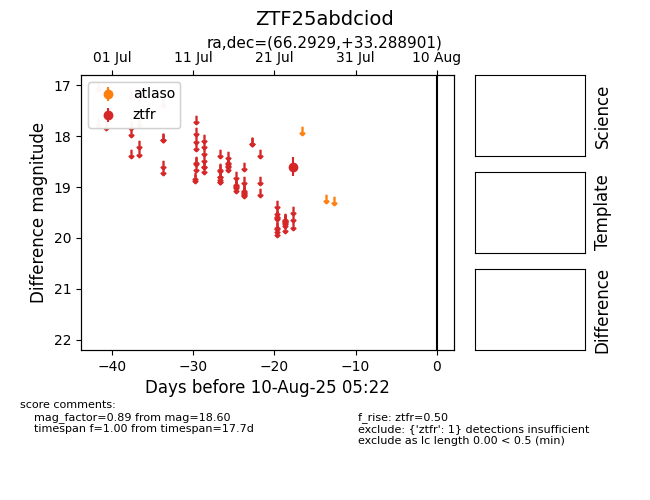 ZTF25abdciod
ra,dec=(66.2929,+33.288901)
01 Jul
11 Jul
21 Jul
31 Jul
10 Aug
atlaso
ztfr
17
18
19
20
21
22
Difference magnitude
−40
−30
−20
−10
0
Days before 10-Aug-25 05:22
Science
Template
Difference
score comments:
mag_factor=0.89 from mag=18.60
timespan f=1.00 from timespan=17.7d
f_rise: ztfr=0.50
exclude: {'ztfr': 1} detections insufficient
exclude as lc length 0.00 < 0.5 (min)